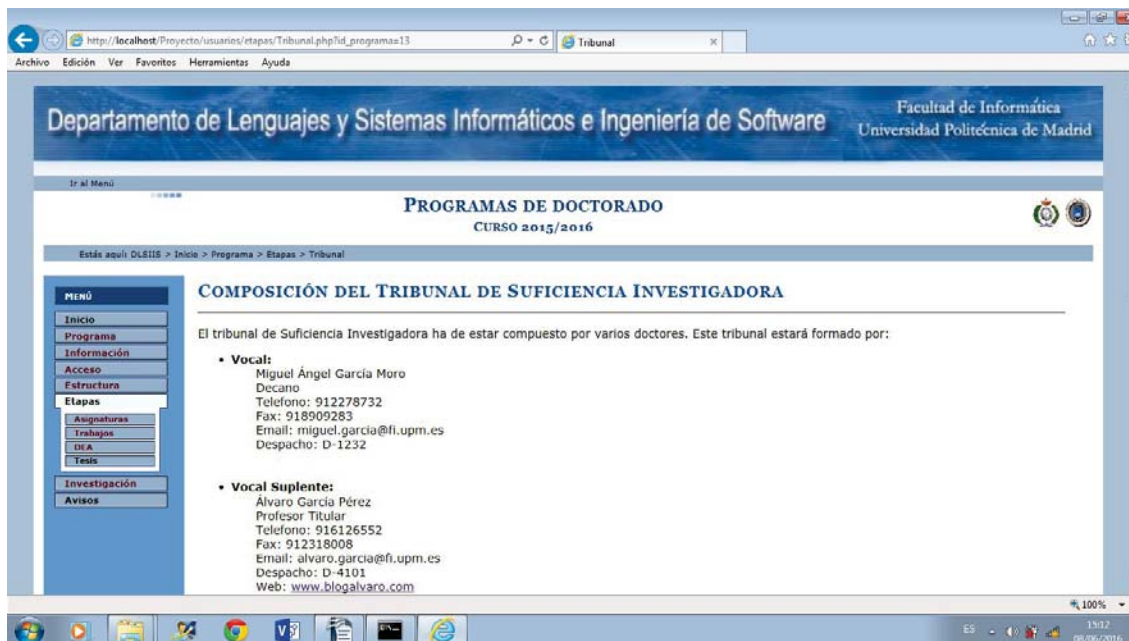 http://localhost/Proyecto/usuarios/etapas/Tribunal.php?id_programa=13
Tribunal
Archivo Edición Ver Favoritos Herramientas Ayuda
Departamento de Lenguajes y Sistemas Informáticos e Ingeniería de Software
Facultad de Informática
Universidad Politécnica de Madrid
Ir al Menú
PROGRAMAS DE DOCTORADO
CURSO 2015/2016
Estás aquí: DLSIIS > Inicio > Programa > Etapas > Tribunal
MENÚ
Inicio
Programa
Información
Acceso
Estructura
Etapas
Asignaturas
Trabajos
DEA
Tesis
Investigación
Avisos
COMPOSICIÓN DEL TRIBUNAL DE SUFICIENCIA INVESTIGADORA
El tribunal de Suficiencia Investigadora ha de estar compuesto por varios doctores. Este tribunal estará formado por:
• Vocal:
Miguel Ángel García Moro
Decano
Telefono: 912278732
Fax: 918909283
Email: miguel.garcia@fi.upm.es
Despacho: D-1232
• Vocal Suplente:
Álvaro García Pérez
Profesor Titular
Telefono: 916126552
Fax: 912318008
Email: alvaro.garcia@fi.upm.es
Despacho: D-4101
Web: www.blogalvaro.com
100%
ES
15:12
08/06/2016